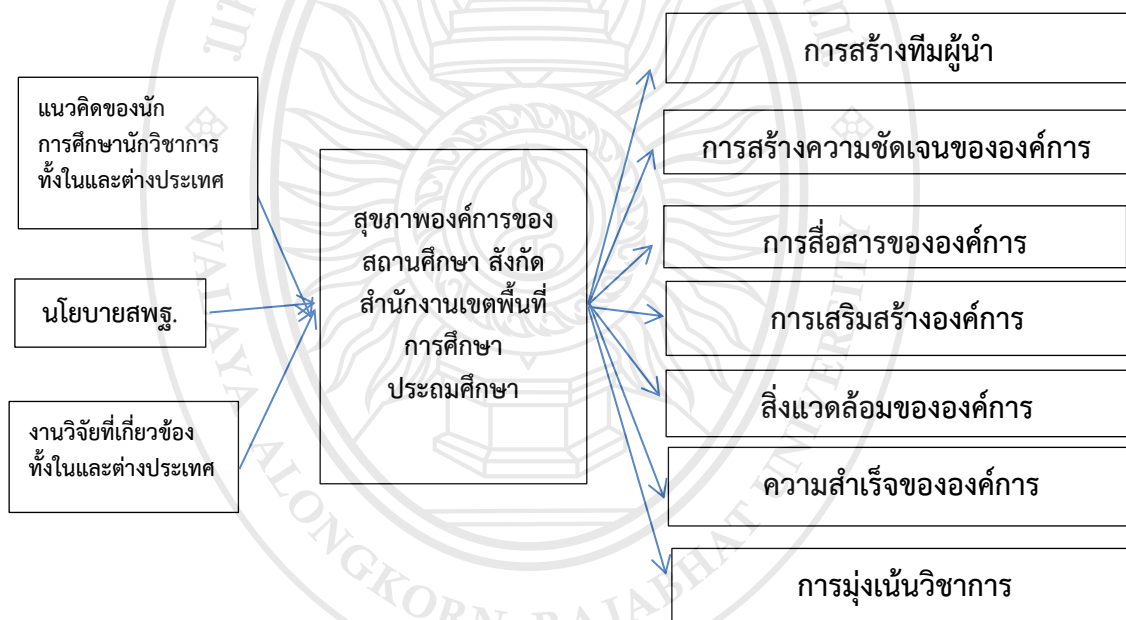 แนวคิดของนัก
การศึกษานักวิชาการ
ทั้งในและต่างประเทศ
นโยบายสพฐ.
งานวิจัยที่เกี่ยวข้อง
ทั้งในและต่างประเทศ
สุขภาพองค์การของ
สถานศึกษา สังกัด
สำนักงานเขตพื้นที่
การศึกษา
ประถมศึกษา
การสร้างทีมผู้นำ
การสร้างความชัดเจนขององค์การ
การสื่อสารขององค์การ
การเสริมสร้างองค์การ
สิ่งแวดล้อมขององค์การ
ความสำเร็จขององค์การ
การมุ่งเน้นวิชาการ
VALAYA ALONGKORN RAJABHAT UNIVERSITY